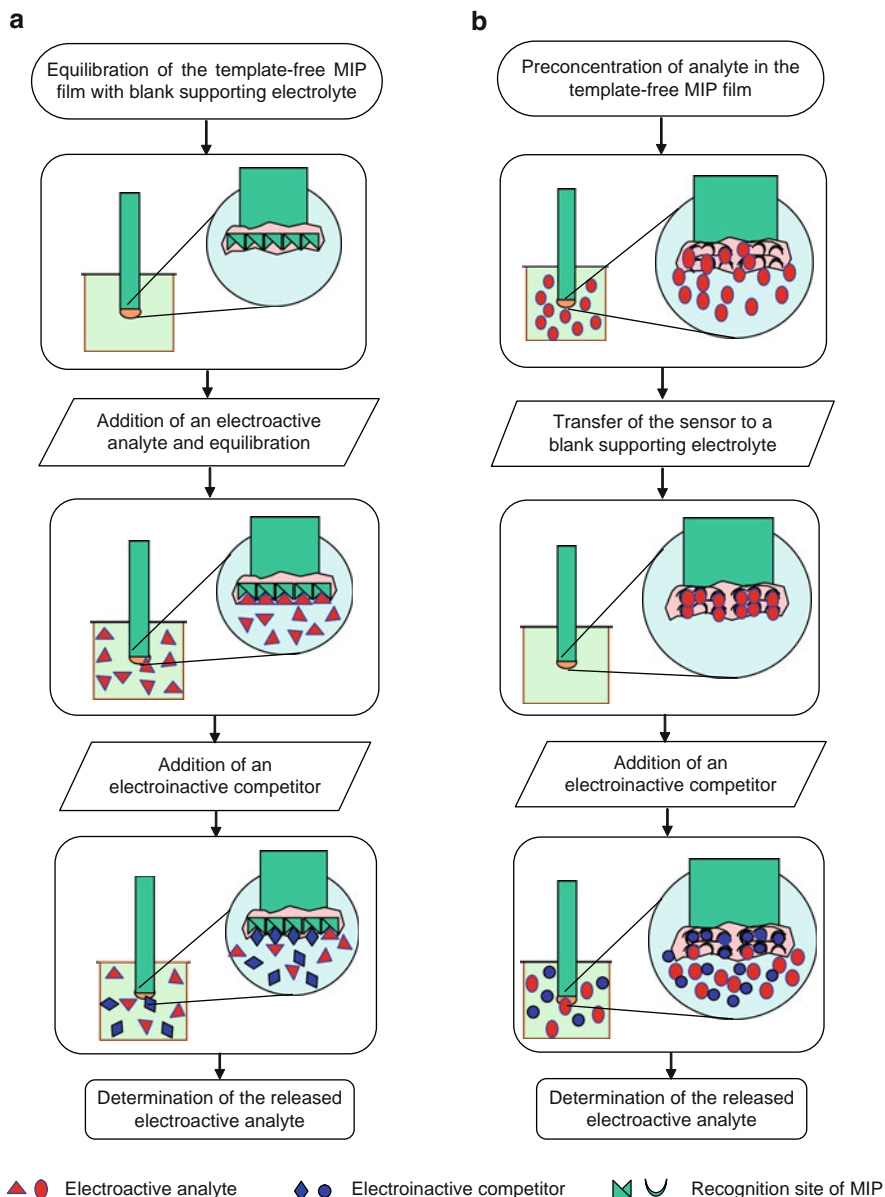 a
Equilibration of the template-free MIP
film with blank supporting electrolyte
Addition of an electroactive
analyte and equilibration
Addition of an
electroinactive competitor
Determination of the released
electroactive analyte
b
Preconcentration of analyte in the
template-free MIP film
Transfer of the sensor to a
blank supporting electrolyte
Addition of an
electroinactive competitor
Determination of the released
electroactive analyte
Electroactive analyte
Electroinactive competitor
Recognition site of MIP